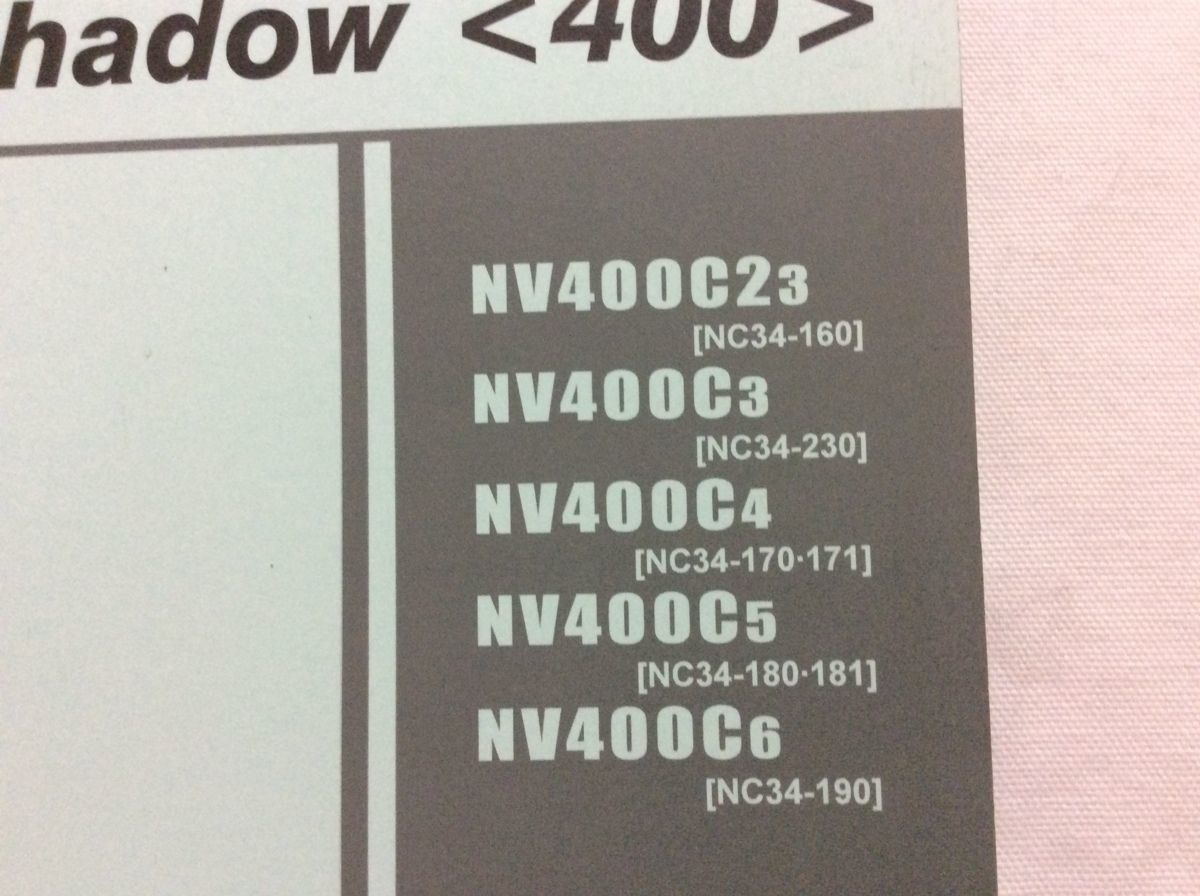 hadow <400>
NV400C23
[NC34-160]
NV400C3
[NC34-230]
NV400C4
[NC34-170·171]
NV400C5
[NC34-180·181]
NV400C6
[NC34-190]